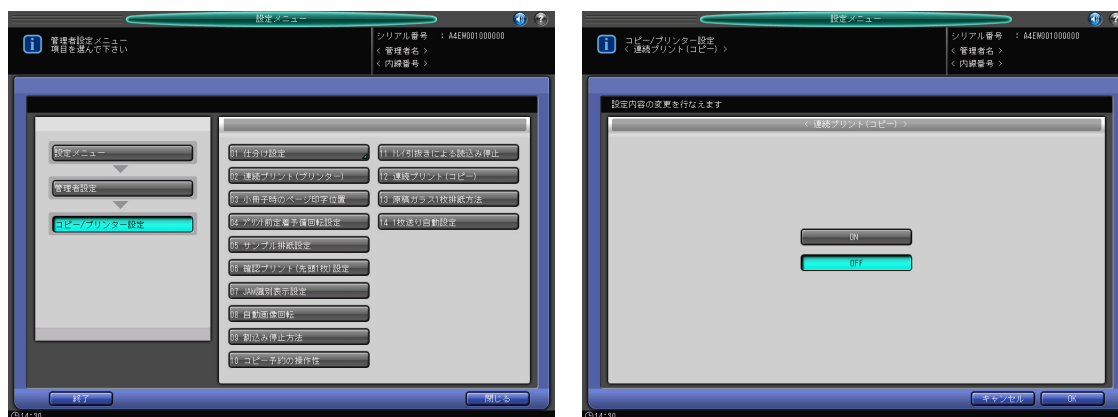 設定メニュー
管理者設定メニュー
項目を選んで下さい
シリアル番号 : A4EW001000000
< 管理者名 >
< 内線番号 >
設定メニュー
管理者設定
コピー/プリンター設定
01 仕分け設定
02 連続プリント(プリンター)
03 小冊子時のページ印字位置
04 プリント前定着予備回転設定
05 サンプル排紙設定
06 確認プリント(先頭1枚)設定
07 JAM識別表示設定
08 自動画像回転
09 割込み停止方法
10 コピー予約の操作性
11 トレイ引抜きによる読込み停止
12 連続プリント(コピー)
13 原稿ガラス1枚排紙方法
14 1枚送り自動設定
終了
閉じる
14:30
設定メニュー
コピー/プリンター設定
< 連続プリント(コピー) >
シリアル番号 : A4EW001000000
< 管理者名 >
< 内線番号 >
設定内容の変更を行なえます
< 連続プリント(コピー) >
ON
OFF
キャンセル
OK
14:30